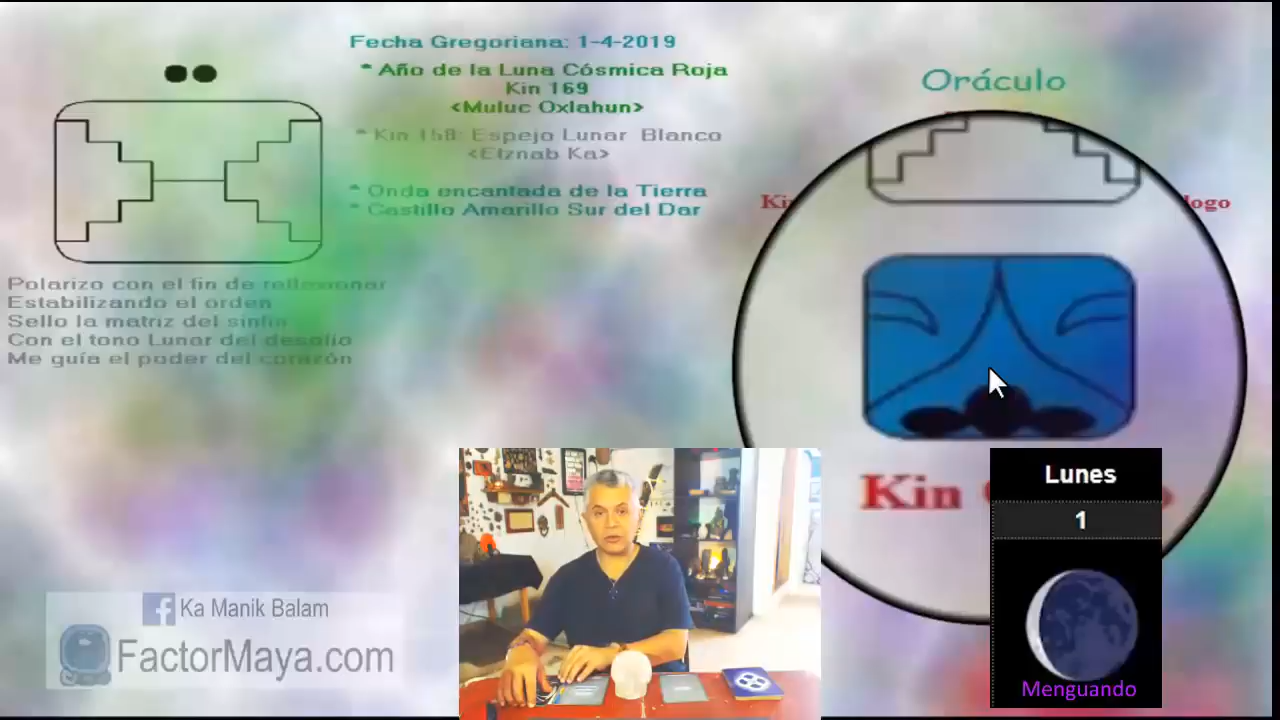 Fecha Gregoriana: 1-4-2019
* Año de la Luna Cósmica Roja
Kin 169
<Muluc Oxlahun>
* Kin 158: Espejo Lunar Blanco
<Etznab Ka>
* Onda encantada de la Tierra
* Castillo Amarillo Sur del Dar
Polarizo con el fin de reflexionar
Estabilizando el orden
Sello la matriz del sinfín
Con el tono Lunar del desafío
Me guía el poder del corazón
Oráculo
Kin
Lunes
1
Menguando
Ka Manik Balam
FactorMaya.com